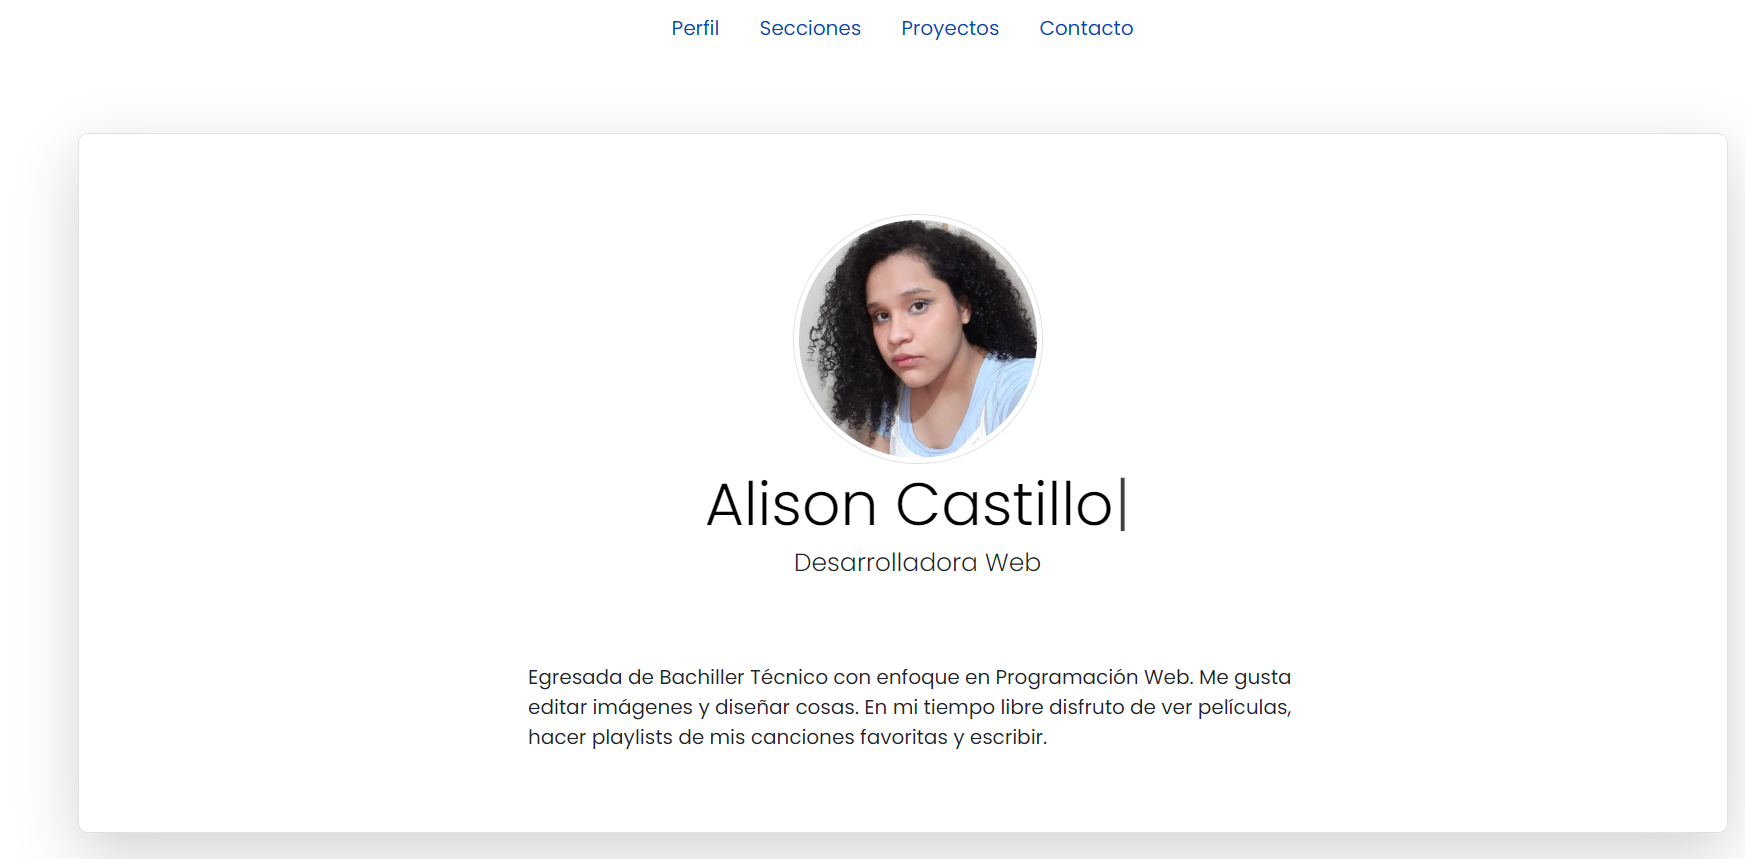 Perfil Secciones Proyectos Contacto
Alison Castillo|
Desarrolladora Web
Egresada de Bachiller Técnico con enfoque en Programación Web. Me gusta
editar imágenes y diseñar cosas. En mi tiempo libre disfruto de ver películas,
hacer playlists de mis canciones favoritas y escribir.